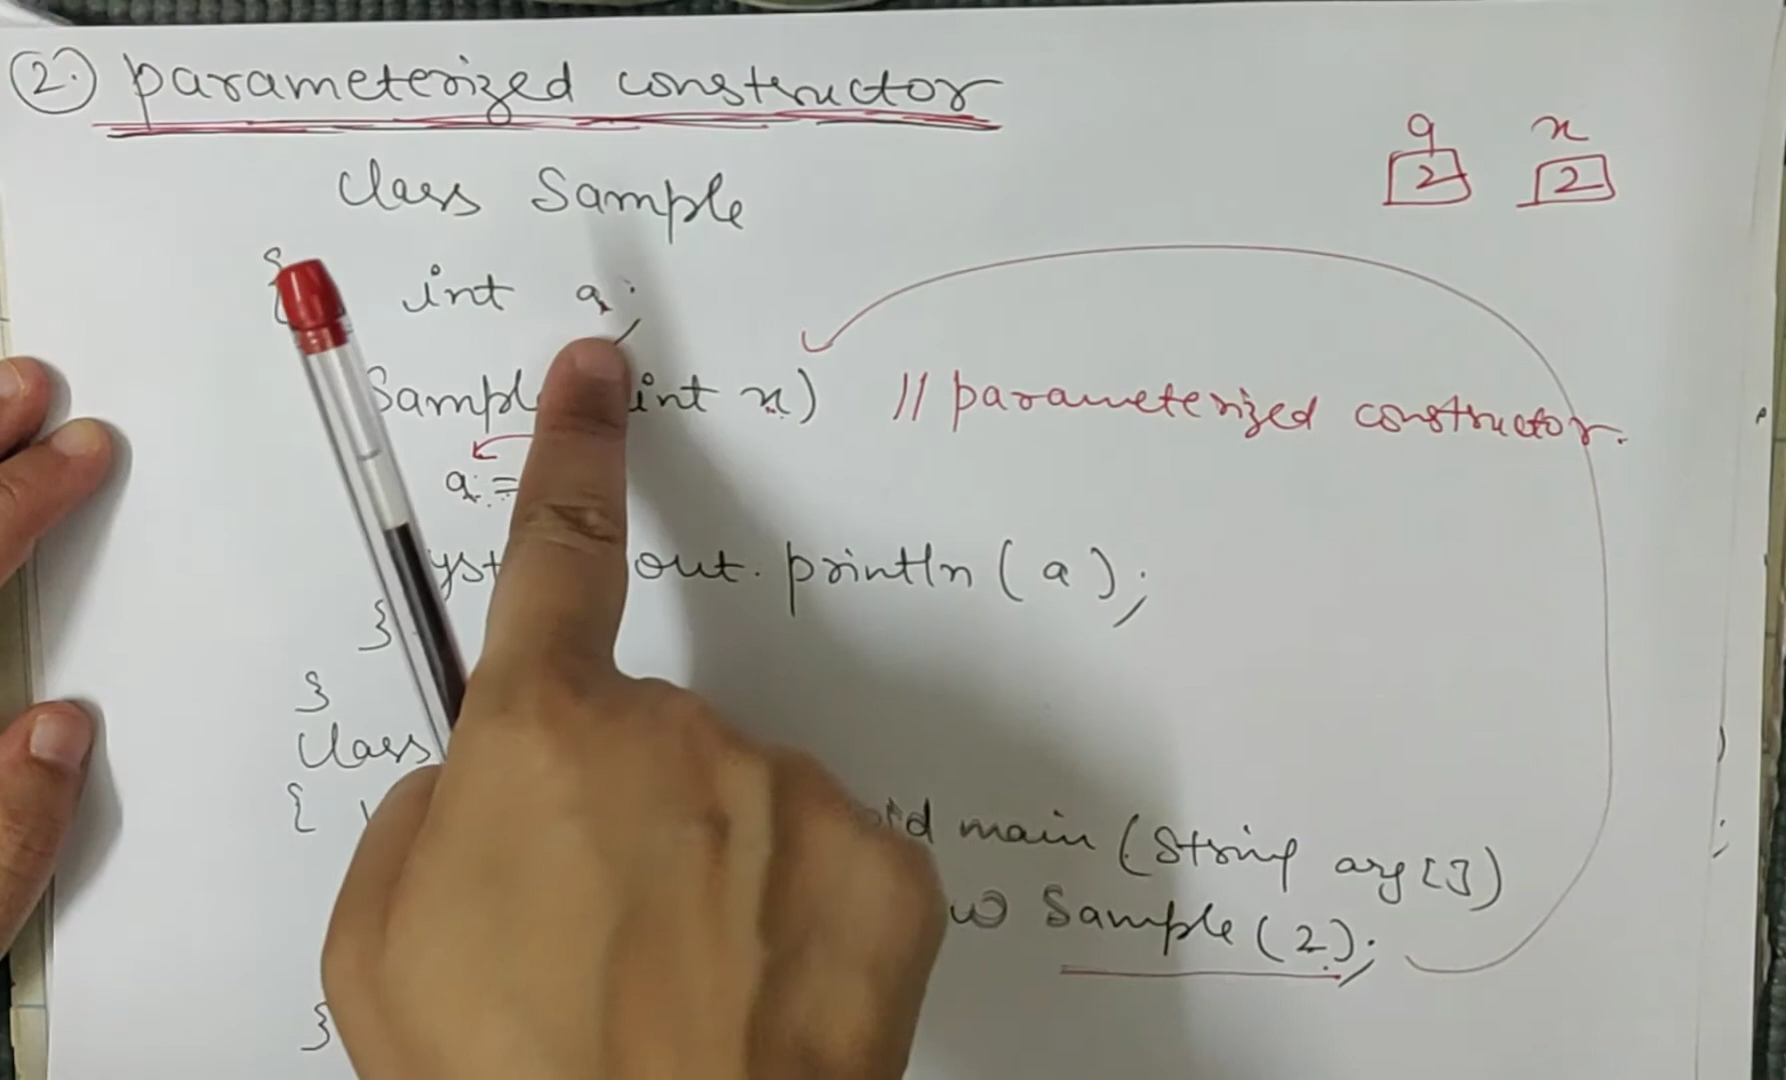 2. parameterized constructor
a x
2 2
class Sample
{ int a;
int x) // parameterized constructor.
a =
out. println ( a );
}
}
class
{ main ( String arg [])
Sample ( 2 );
}